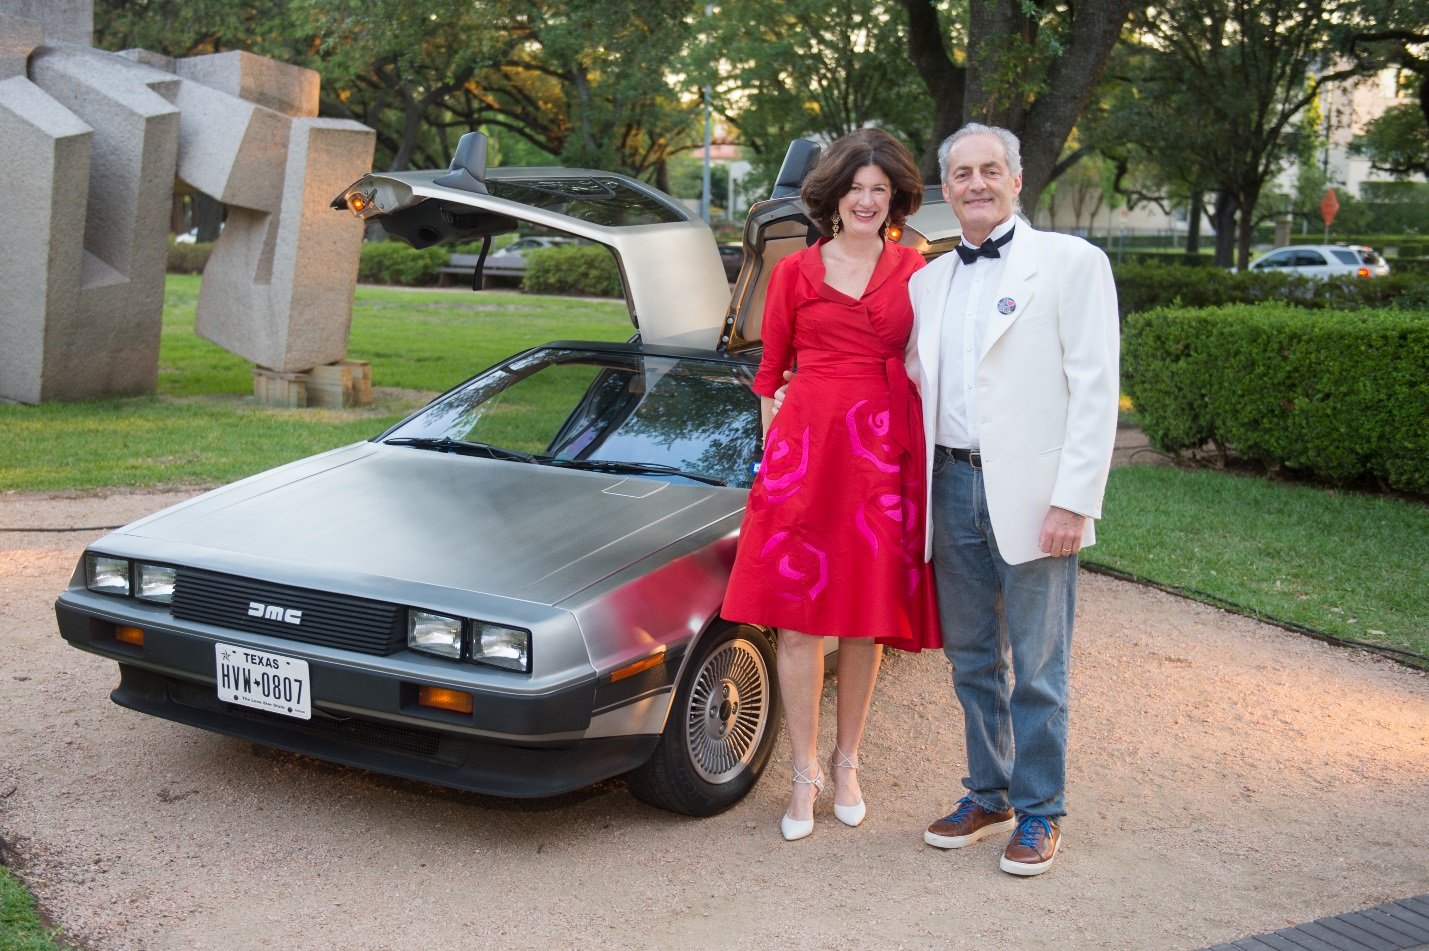 DMC
TEXAS
HVW★0807
The Lone Star State